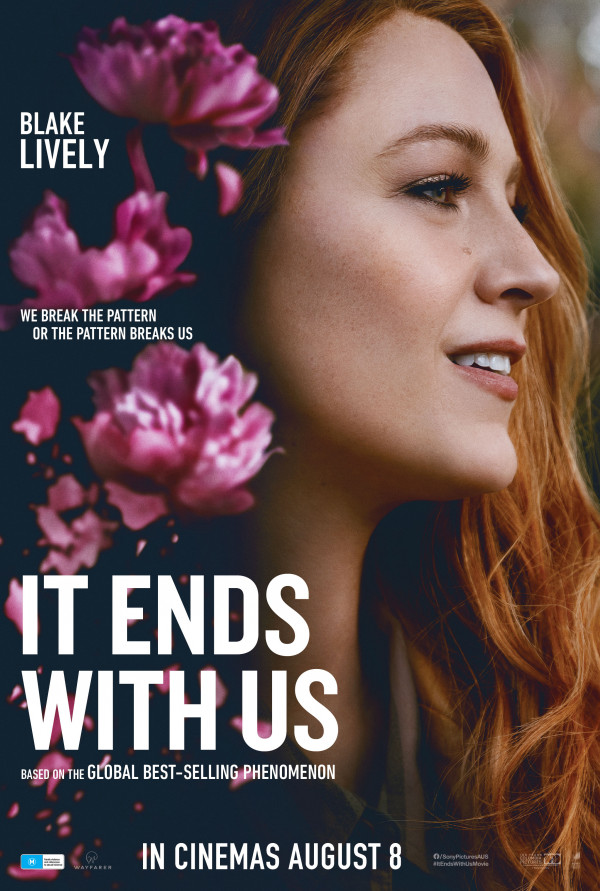 BLAKE
LIVELY
WE BREAK THE PATTERN
OR THE PATTERN BREAKS US
IT ENDS
WITH US
BASED ON THE GLOBAL BEST-SELLING PHENOMENON
WAYFARER
IN CINEMAS AUGUST 8
/SonyPicturesAUS
#ItEndsWithUsMovie